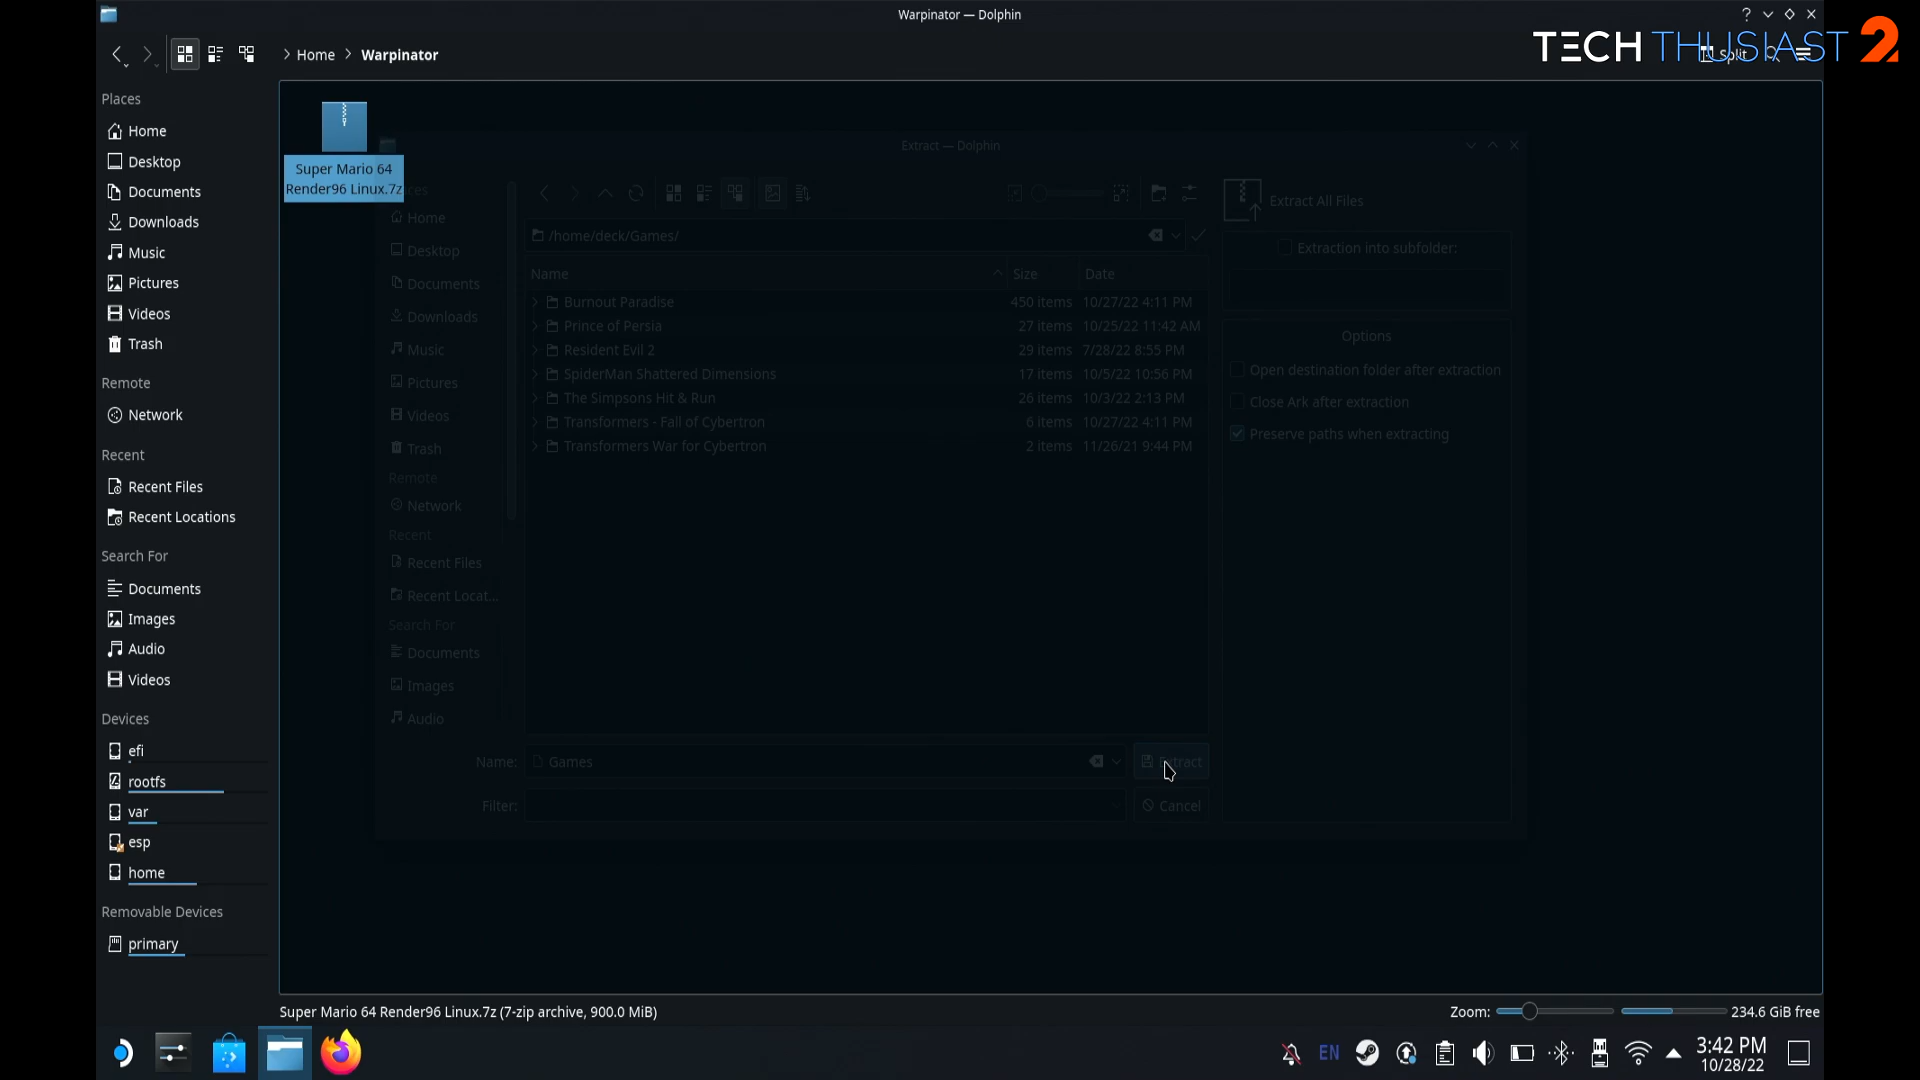 Warpinator — Dolphin
TECH THUSIAST 2
Split
Home
Warpinator
Places
Home
Desktop
Documents
Downloads
Music
Pictures
Videos
Trash
Remote
Network
Recent
Recent Files
Recent Locations
Search For
Documents
Images
Audio
Videos
Devices
efi
rootfs
var
esp
home
Removable Devices
primary
Super Mario 64
Render96 Linux.7z
Extract — Dolphin
Home
Desktop
Documents
Downloads
Music
Pictures
Videos
Trash
Remote
Network
Recent
Recent Files
Recent Locat...
Search For
Documents
Images
Audio
/home/deck/Games/
Name Size Date
Burnout Paradise 450 items 10/27/22 4:11 PM
Prince of Persia 27 items 10/25/22 11:42 AM
Resident Evil 2 29 items 7/28/22 8:55 PM
SpiderMan Shattered Dimensions 17 items 10/5/22 10:56 PM
The Simpsons Hit & Run 26 items 10/3/22 2:13 PM
Transformers - Fall of Cybertron 6 items 10/27/22 4:11 PM
Transformers War for Cybertron 2 items 11/26/21 9:44 PM
Extract All Files
Extraction into subfolder:
Options
Open destination folder after extraction
Close Ark after extraction
Preserve paths when extracting
Name: Games
Extract
Filter:
Cancel
Super Mario 64 Render96 Linux.7z (7-zip archive, 900.0 MiB)
Zoom:
234.6 GiB free
EN
3:42 PM
10/28/22